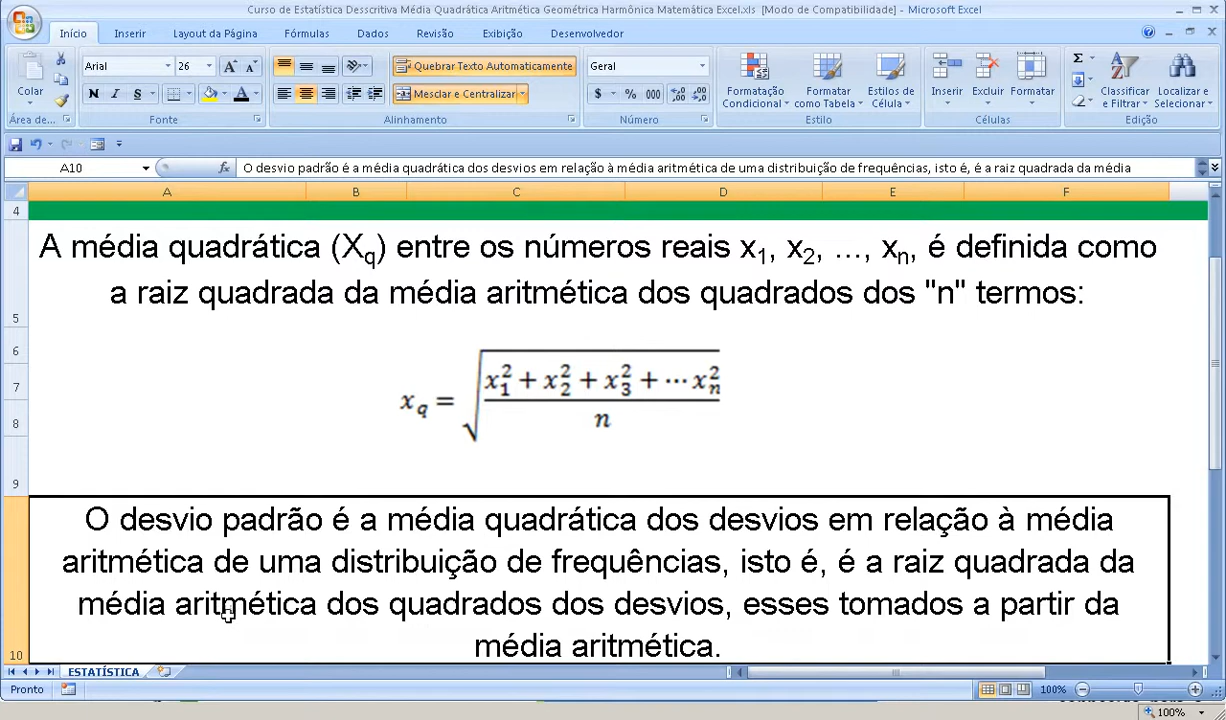 Curso de Estatística Desscritiva Média Quadrática Aritmética Geométrica Harmônica Matemática Excel.xls [Modo de Compatibilidade] - Microsoft Excel
Início Inserir Layout da Página Fórmulas Dados Revisão Exibição Desenvolvedor
Colar
Arial 26 A A
N N S A
Quebrar Texto Automaticamente
Mesclar e Centralizar
Geral
$ % 000 ,00 ,00
Formatação Condicional
Formatar como Tabela
Estilos de Célula
Inserir Excluir Formatar
Σ
Classificar e Filtrar
Localizar e Selecionar
Área de... Fonte Alinhamento Número Estilo Células Edição
A10 fx O desvio padrão é a média quadrática dos desvios em relação à média aritmética de uma distribuição de frequências, isto é, é a raiz quadrada da média
A B C D E F
4
A média quadrática (Xq) entre os números reais x1, x2, ..., xn, é definida como
a raiz quadrada da média aritmética dos quadrados dos "n" termos:
5
6
7
8
9
x_q = √((x₁² + x₂² + x₃² + ⋯ xₙ²)/n)
O desvio padrão é a média quadrática dos desvios em relação à média
aritmética de uma distribuição de frequências, isto é, é a raiz quadrada da
média aritmética dos quadrados dos desvios, esses tomados a partir da
média aritmética.
10
ESTATÍSTICA
Pronto 100%
100%